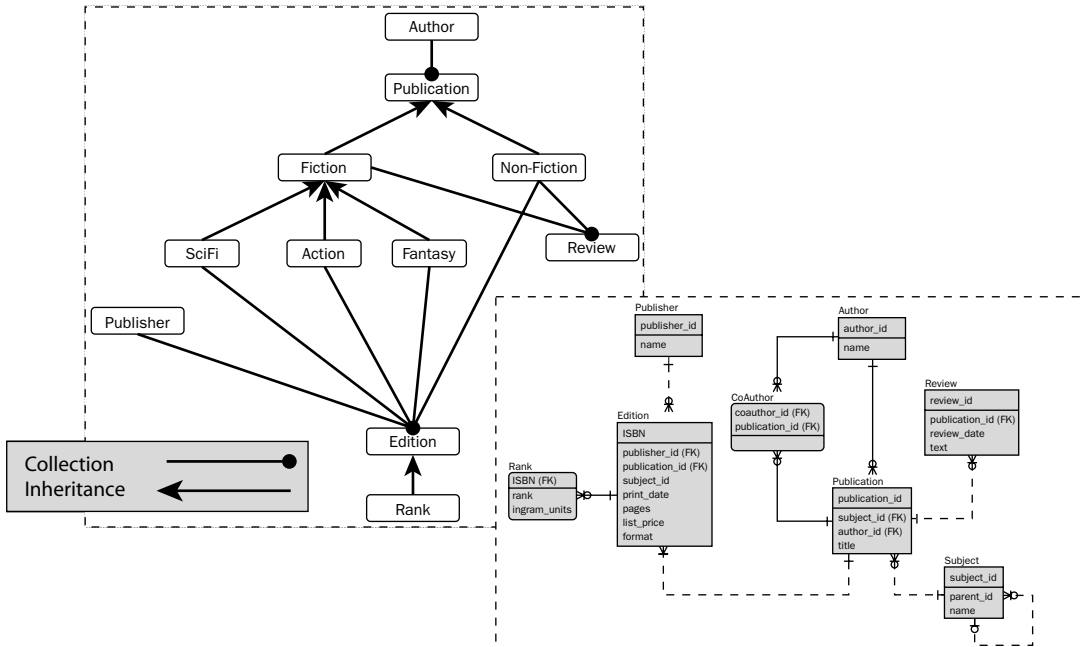 Author
Publication
Fiction
Non-Fiction
SciFi
Action
Fantasy
Review
Publisher
Edition
Rank
Collection
Inheritance
Publisher
publisher_id
name
Author
author_id
name
CoAuthor
coauthor_id (FK)
publication_id (FK)
Review
review_id
publication_id (FK)
review_date
text
Edition
ISBN
publisher_id (FK)
publication_id (FK)
subject_id
print_date
pages
list_price
format
Rank
ISBN (FK)
rank
ingram_units
Publication
publication_id
subject_id (FK)
author_id (FK)
title
Subject
subject_id
parent_id
name